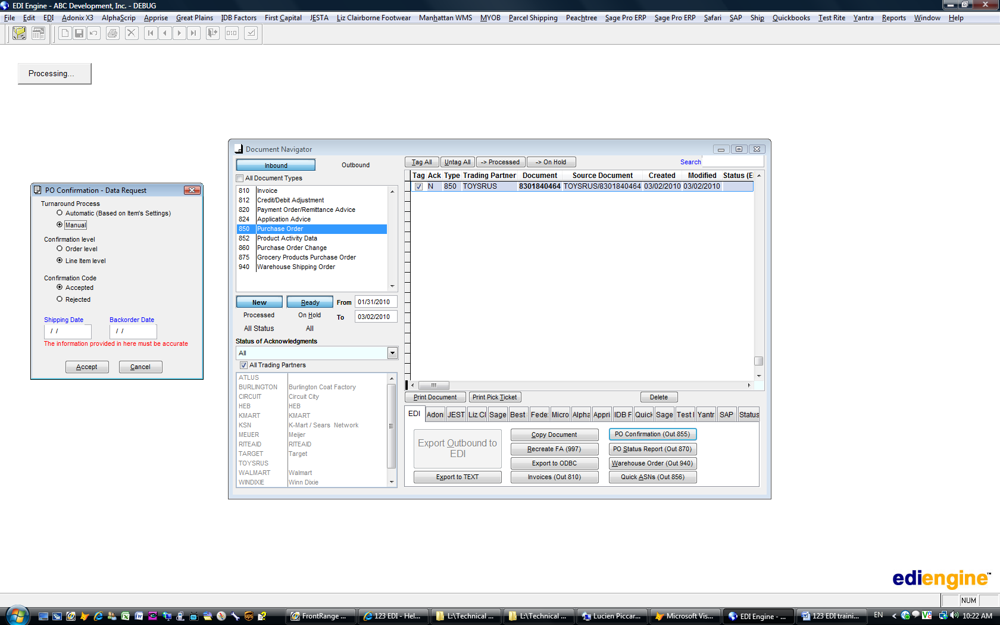 EDI Engine - ABC Development, Inc. - DEBUG
File Edit EDI Adonix X3 AlphaScrip Apprise Great Plains IDB Factors First Capital JESTA Liz Clairborne Footwear Manhattan WMS MYOB Parcel Shipping Peachtree Sage Pro ERP Sage Pro ERP Safari SAP Ship Quickbooks Test Rite Yantra Reports Window Help
Processing...
PO Confirmation - Data Request
Turnaround Process
Automatic (Based on Item's Settings)
Manual
Confirmation level
Order level
Line Item level
Confirmation Code
Accepted
Rejected
Shipping Date Backorder Date
/ / / /
The information provided in here must be accurate
Accept Cancel
Document Navigator
Inbound Outbound
All Document Types
810 Invoice
812 Credit/Debit Adjustment
820 Payment Order/Remittance Advice
824 Application Advice
850 Purchase Order
852 Product Activity Data
860 Purchase Order Change
875 Grocery Products Purchase Order
940 Warehouse Shipping Order
New Ready From 01/31/2010
Processed On Hold To 03/02/2010
All Status All
Status of Acknowledgments
All
All Trading Partners
ATLUS
BURLINGTON Burlington Coat Factory
CIRCUIT Circuit City
HEB HEB
KMART KMART
KSN K-Mart / Sears Network
MEIJER Meijer
RITEAID RITEAID
TARGET Target
TOYSRUS
WALMART Walmart
WINDIXIE Winn Dixie
Tag All Untag All -> Processed -> On Hold Search
Tag Ack Type Trading Partner Document Source Document Created Modified Status (E
N 850 TOYSRUS 8301840464 TOYSRUS/8301840464 03/02/2010 03/02/2010
Print Document Print Pick Ticket Delete
EDI Adon JEST Liz Cl Sage Best Fede Micro Alpha Appri IDB F Quick Sage Test I Yantr SAP Status
Export Outbound to
EDI
Export to TEXT
Copy Document
Recreate FA (997)
Export to ODBC
Invoices (Out 810)
PO Confirmation (Out 855)
PO Status Report (Out 870)
Warehouse Order (Out 940)
Quick ASNs (Out 856)
ediengine™
NUM
FrontRange ... 123 EDI - Hel... L:\Technical ... L:\Technical ... Lucien Piccar... Microsoft Vis... EDI Engine - ... 123 EDI traini... EN < 10:22 AM